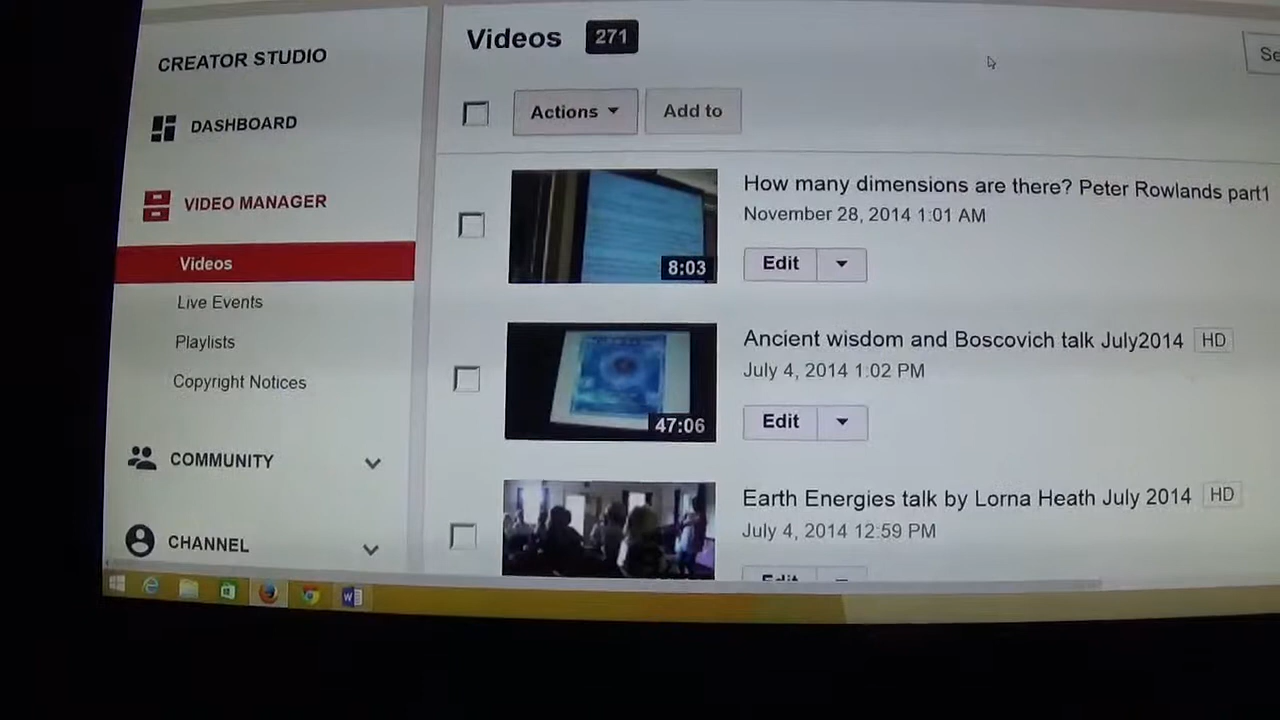 CREATOR STUDIO
DASHBOARD
VIDEO MANAGER
Videos
Live Events
Playlists
Copyright Notices
COMMUNITY
CHANNEL
Videos 271
Actions Add to
How many dimensions are there? Peter Rowlands part1
November 28, 2014 1:01 AM
8:03
Edit
Ancient wisdom and Boscovich talk July2014 HD
July 4, 2014 1:02 PM
47:06
Edit
Earth Energies talk by Lorna Heath July 2014 HD
July 4, 2014 12:59 PM
Edit